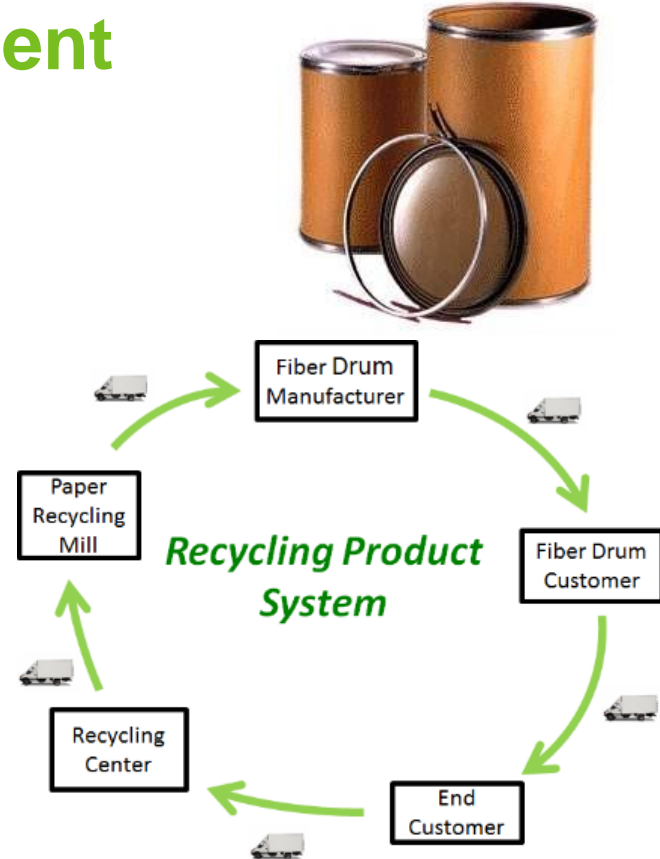 ent
Fiber Drum
Manufacturer
Paper
Recycling
Mill
Recycling Product
System
Fiber Drum
Customer
Recycling
Center
End
Customer